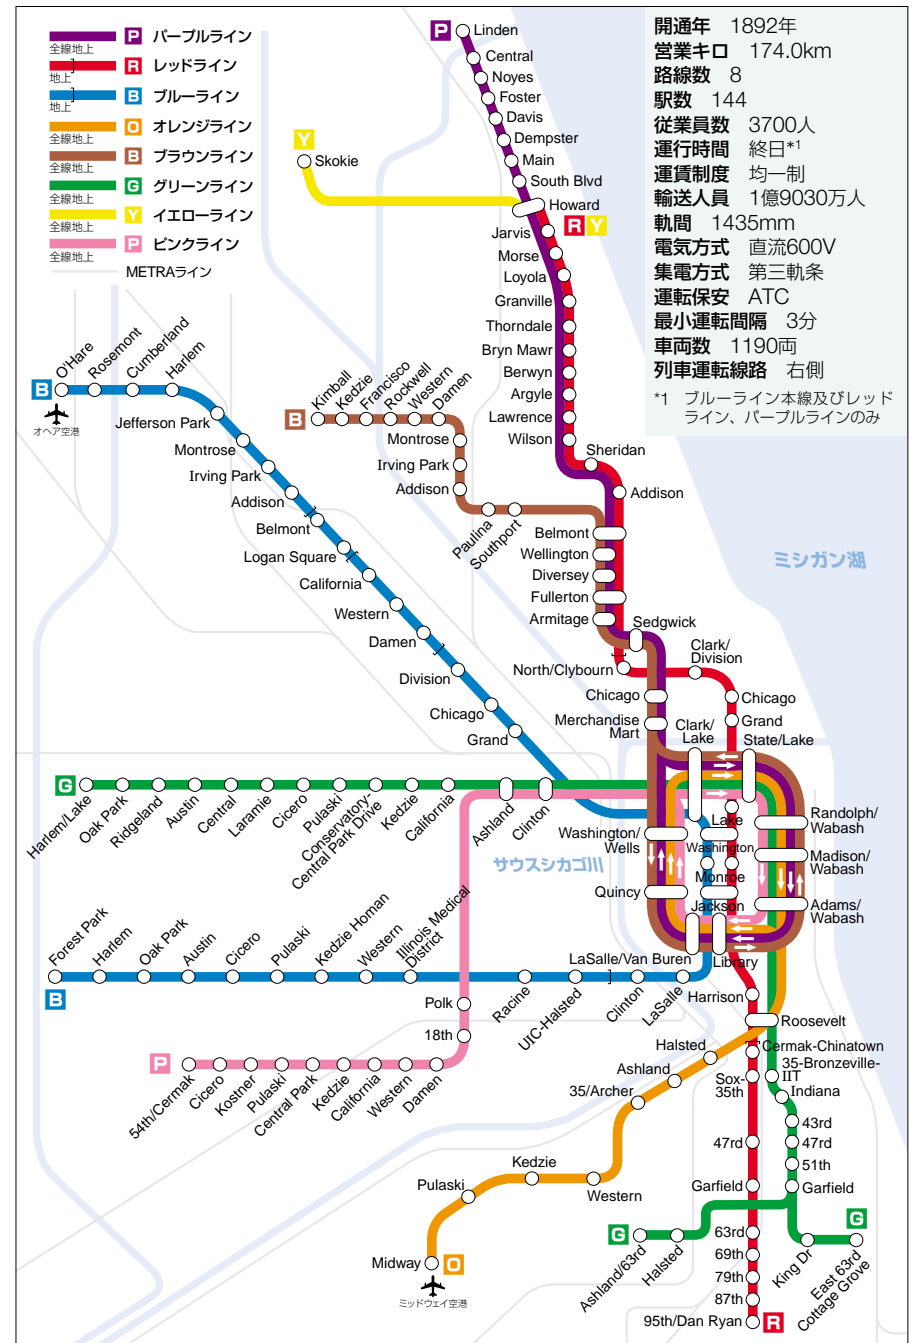 P パープルライン
全線地上
R レッドライン
地上
B ブルーライン
地上
O オレンジライン
全線地上
B ブラウンライン
全線地上
G グリーンライン
全線地上
Y イエローライン
全線地上
P ピンクライン
全線地上
METRAライン
開通年 1892年
営業キロ 174.0km
路線数 8
駅数 144
従業員数 3700人
運行時間 終日*1
運賃制度 均一制
輸送人員 1億9030万人
軌間 1435mm
電気方式 直流600V
集電方式 第三軌条
運転保安 ATC
最小運転間隔 3分
車両数 1190両
列車運転線路 右側
*1 ブルーライン本線及びレッド
ライン、パープルラインのみ
P
Linden
Central
Noyes
Foster
Davis
Dempster
Main
South Blvd
Howard
Y
Skokie
R Y
Jarvis
Morse
Loyola
Granville
Thorndale
Bryn Mawr
Berwyn
Argyle
Lawrence
Wilson
Sheridan
Addison
B
O'Hare
オヘア空港
Rosemont
Cumberland
Harlem
Jefferson Park
Montrose
Irving Park
Addison
Belmont
Logan Square
California
Western
Damen
Division
Chicago
Grand
B
Kimball
Kedzie
Francisco
Rockwell
Western
Damen
Montrose
Irving Park
Addison
Paulina
Southport
Belmont
Wellington
Diversey
Fullerton
Armitage
Sedgwick
ミシガン湖
North/Clybourn
Clark/
Division
Chicago
Merchandise
Mart
Chicago
Grand
Clark/
Lake
State/Lake
G
Harlem/Lake
Oak Park
Ridgeland
Austin
Central
Laramie
Cicero
Pulaski
Conservatory-
Central Park Drive
Kedzie
California
Ashland
Clinton
Lake
Randolph/
Wabash
Washington/
Wells
Washington
Madison/
Wabash
サウスシカゴ川
Monroe
Quincy
Jackson
Adams/
Wabash
Library
LaSalle/Van Buren
B
Forest Park
Harlem
Oak Park
Austin
Cicero
Pulaski
Kedzie Homan
Western
Illinois Medical
District
Racine
UIC-Halsted
Clinton
LaSalle
Polk
18th
P
54th/Cermak
Cicero
Kostner
Pulaski
Central Park
Kedzie
California
Western
Damen
Harrison
Roosevelt
Cermak-Chinatown
35-Bronzeville-
IIT
Sox-
35th
Indiana
43rd
47rd
47rd
51th
Garfield
Garfield
Halsted
Ashland
35/Archer
Western
Kedzie
Pulaski
Midway
O
ミッドウェイ空港
G
Ashland/63rd
Halsted
63rd
69th
79th
87th
95th/Dan Ryan
R
King Dr
East 63rd
Cottage Grove
G